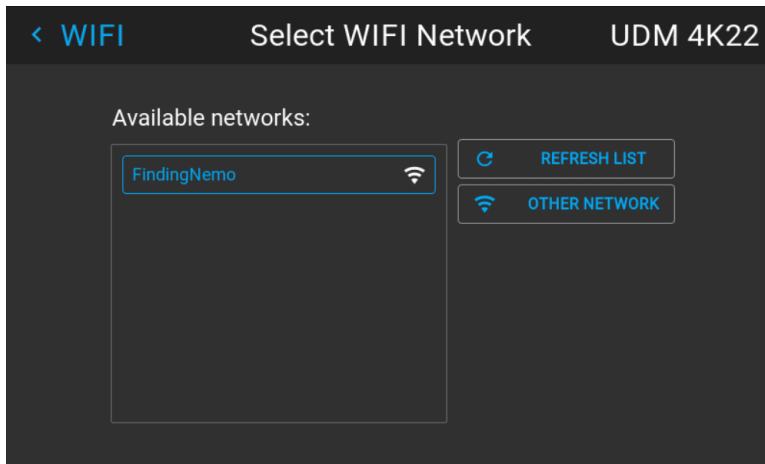 WIFI Select WIFI Network UDM 4K22
Available networks:
FindingNemo
REFRESH LIST
OTHER NETWORK